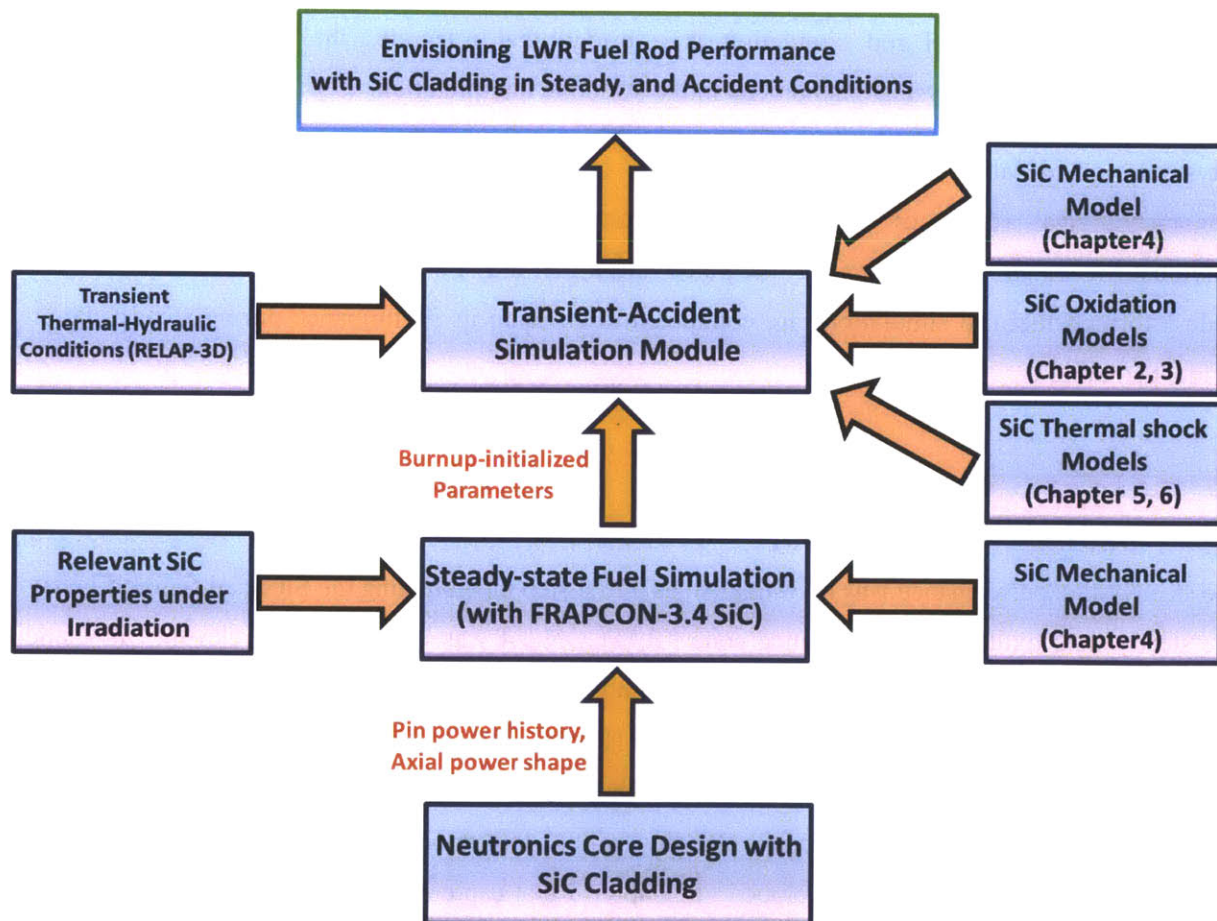 Envisioning LWR Fuel Rod Performance
with SiC Cladding in Steady, and Accident Conditions
SiC Mechanical
Model
(Chapter4)
Transient
Thermal-Hydraulic
Conditions (RELAP-3D)
Transient-Accident
Simulation Module
SiC Oxidation
Models
(Chapter 2, 3)
SiC Thermal shock
Models
(Chapter 5, 6)
Burnup-initialized
Parameters
Relevant SiC
Properties under
Irradiation
Steady-state Fuel Simulation
(with FRAPCON-3.4 SiC)
SiC Mechanical
Model
(Chapter4)
Pin power history,
Axial power shape
Neutronics Core Design with
SiC Cladding